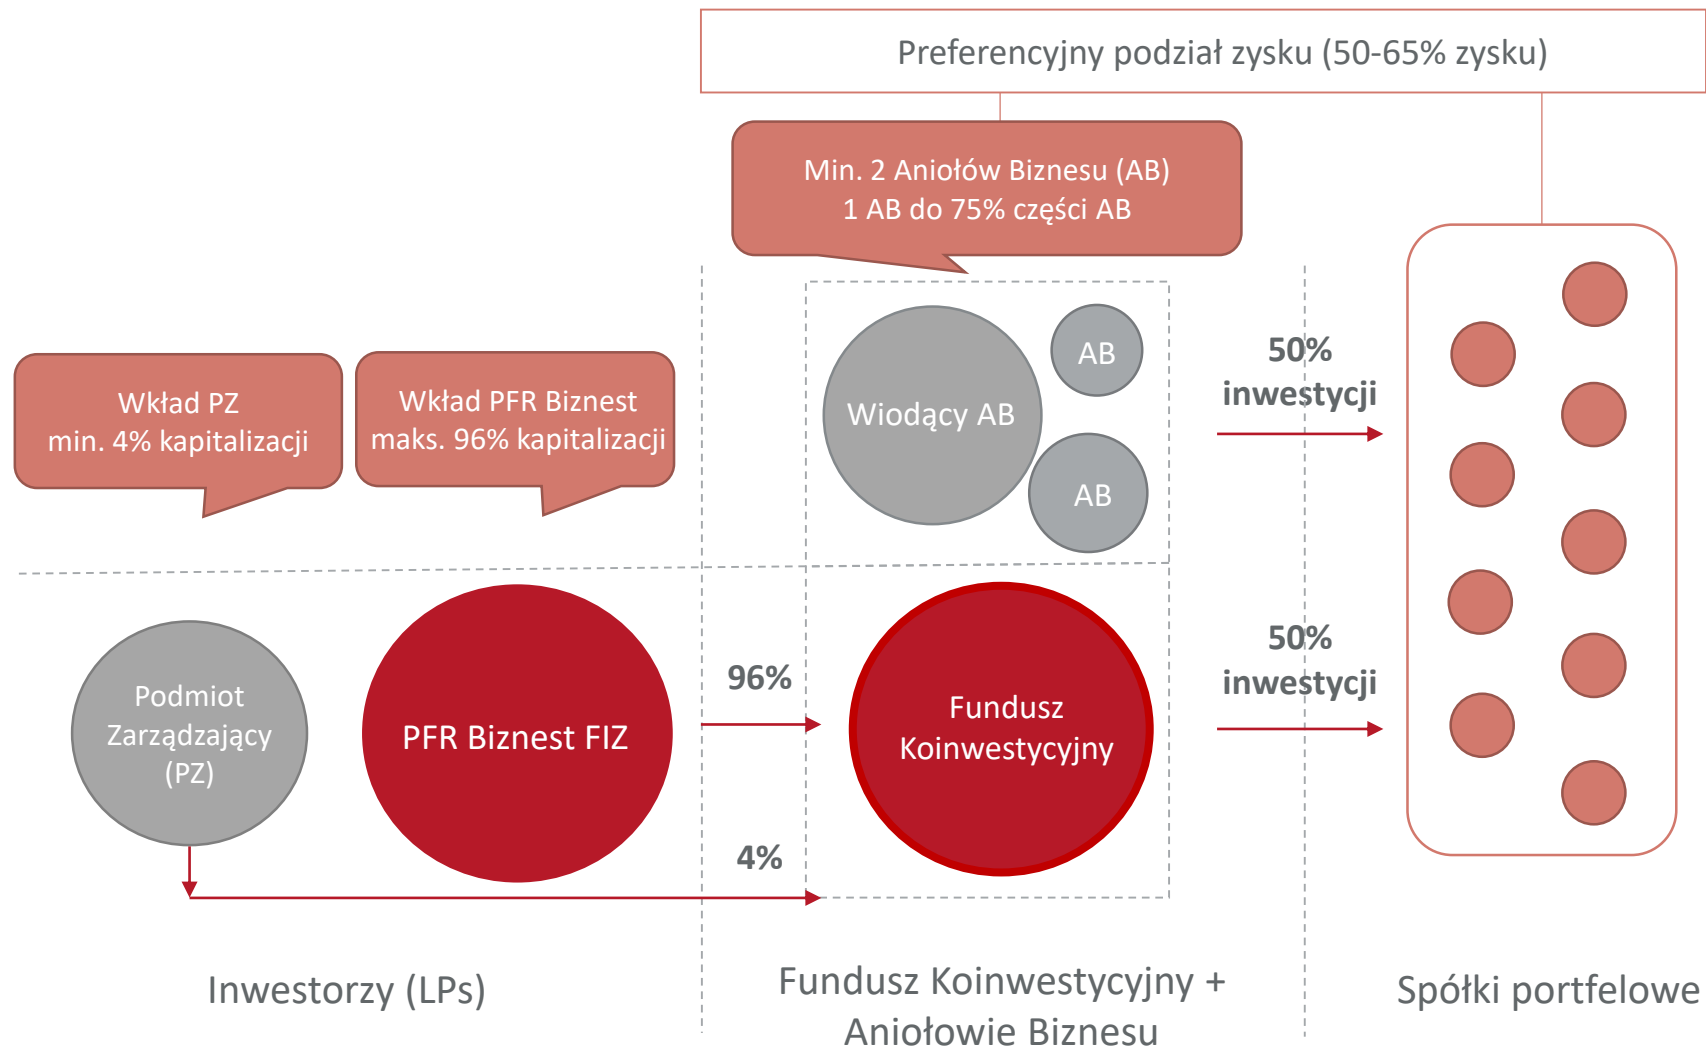 Preferencyjny podział zysku (50-65% zysku)
Min. 2 Aniołów Biznesu (AB)
1 AB do 75% części AB
Wkład PZ
min. 4% kapitalizacji
Wkład PFR Biznest
maks. 96% kapitalizacji
Wiodący AB
AB
AB
50%
inwestycji
Podmiot
Zarządzający
(PZ)
PFR Biznest FIZ
96%
4%
Fundusz
Koinwestycyjny
50%
inwestycji
Inwestorzy (LPs)
Fundusz Koinwestycyjny +
Aniołowie Biznesu
Spółki portfelowe